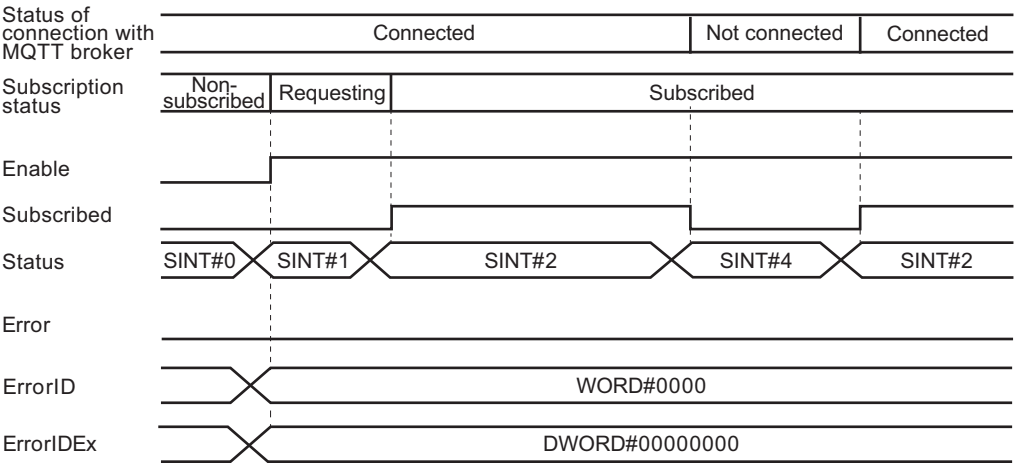 Status of
connection with
MQTT broker
Connected
Not connected
Connected
Subscription
status
Non-
subscribed
Requesting
Subscribed
Enable
Subscribed
Status
SINT#0
SINT#1
SINT#2
SINT#4
SINT#2
Error
ErrorID
WORD#0000
ErrorIDEx
DWORD#00000000